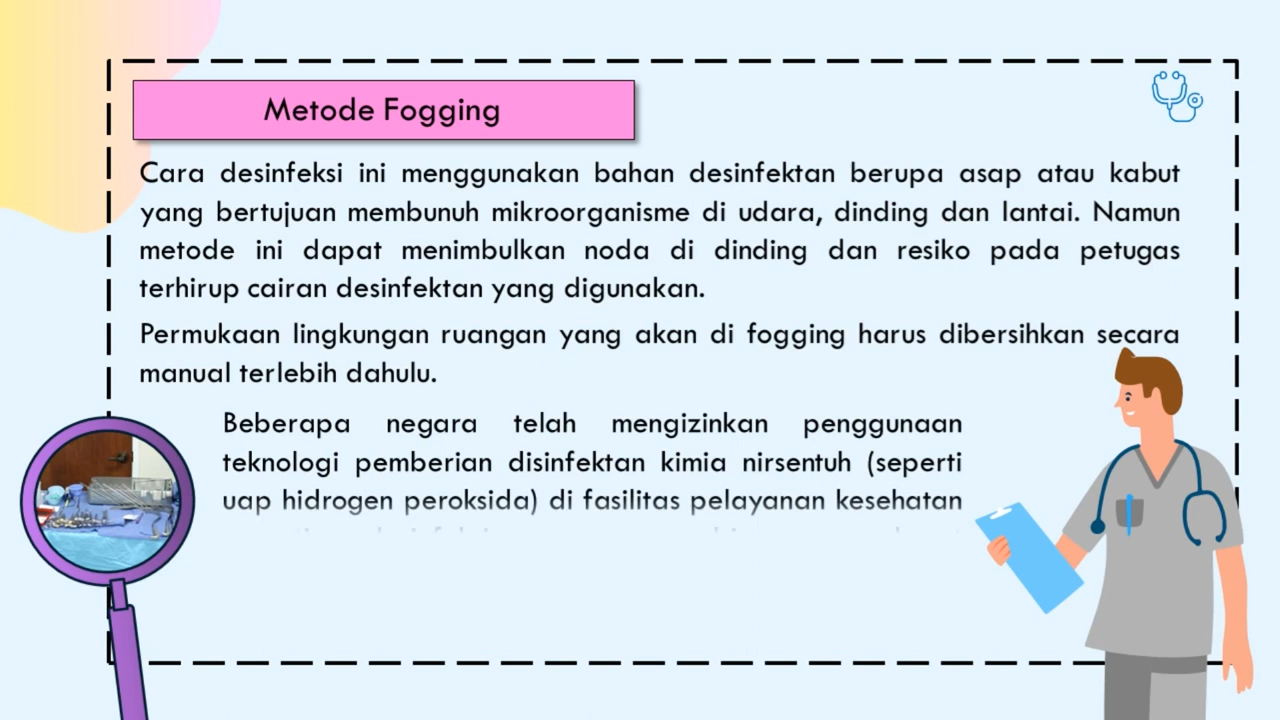 Metode Fogging
Cara desinfeksi ini menggunakan bahan desinfektan berupa asap atau kabut
yang bertujuan membunuh mikroorganisme di udara, dinding dan lantai. Namun
metode ini dapat menimbulkan noda di dinding dan resiko pada petugas
terhirup cairan desinfektan yang digunakan.
Permukaan lingkungan ruangan yang akan di fogging harus dibersihkan secara
manual terlebih dahulu.
Beberapa negara telah mengizinkan penggunaan
teknologi pemberian disinfektan kimia nirsentuh (seperti
uap hidrogen peroksida) di fasilitas pelayanan kesehatan